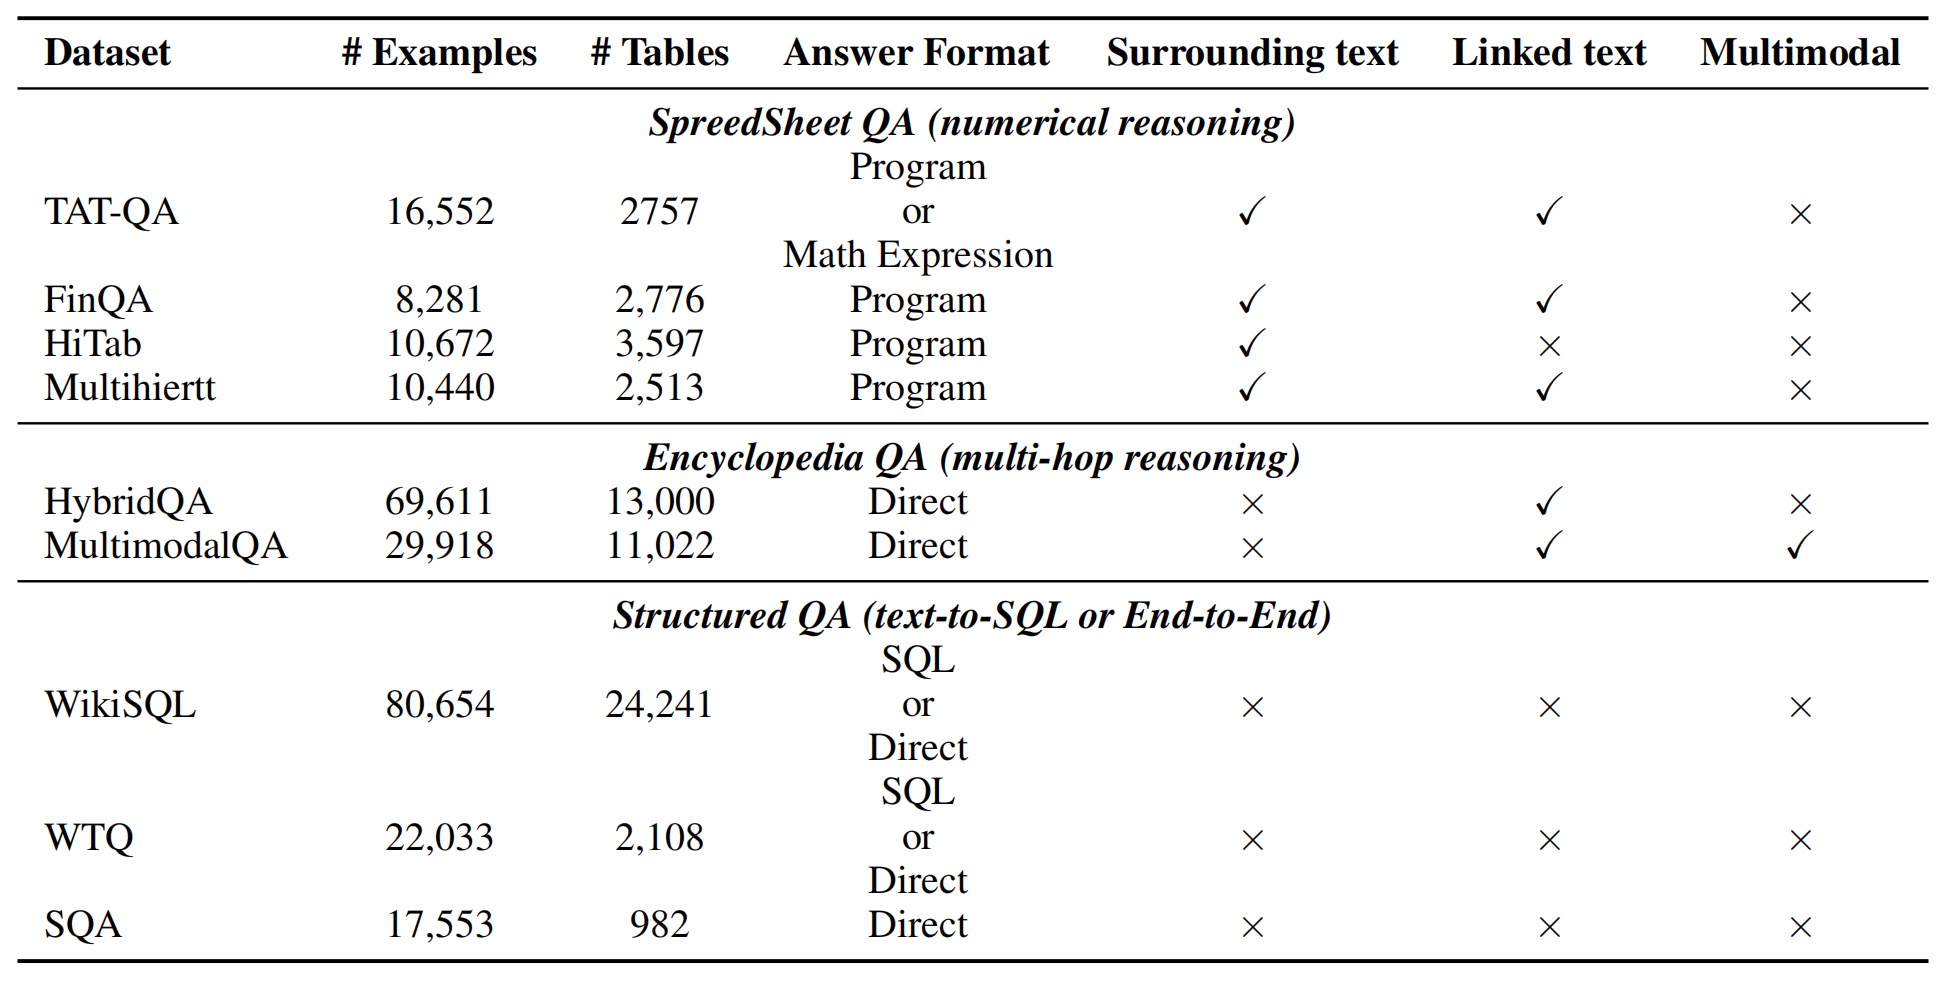 Dataset # Examples # Tables Answer Format Surrounding text Linked text Multimodal
SpreedSheet QA (numerical reasoning)
Program
TAT-QA 16,552 2757 or ✓ ✓ ×
Math Expression
FinQA 8,281 2,776 Program ✓ ✓ ×
HiTab 10,672 3,597 Program ✓ × ×
Multihiertt 10,440 2,513 Program ✓ ✓ ×
Encyclopedia QA (multi-hop reasoning)
HybridQA 69,611 13,000 Direct × ✓ ×
MultimodalQA 29,918 11,022 Direct × ✓ ✓
Structured QA (text-to-SQL or End-to-End)
SQL
WikiSQL 80,654 24,241 or × × ×
Direct
SQL
WTQ 22,033 2,108 or × × ×
Direct
SQA 17,553 982 Direct × × ×